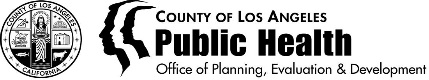 COUNTY OF LOS ANGELES
CALIFORNIA
COUNTY OF LOS ANGELES
Public Health
Office of Planning, Evaluation & Development